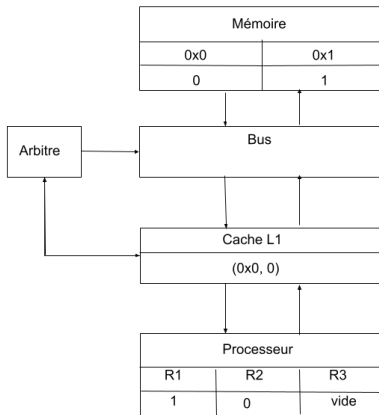 Mémoire
0x0 0x1
0 1
Arbitre
Bus
Cache L1
(0x0, 0)
Processeur
R1 R2 R3
1 0 vide